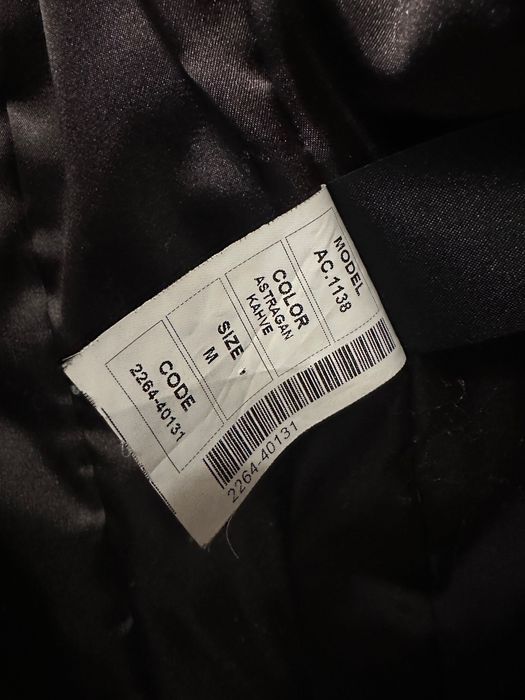 MODEL
AC.1138
COLOR
ASTRAGAN
KAHVE
SIZE
M
CODE
2264-40131
2264-40131